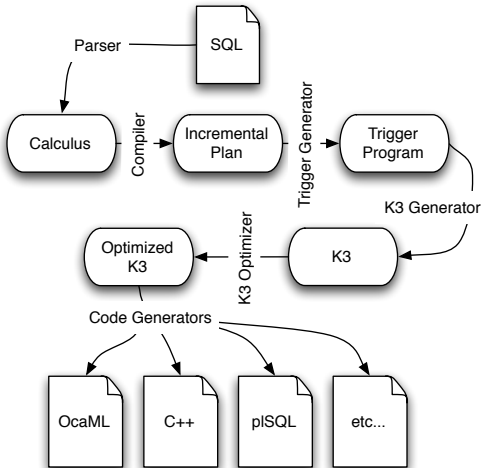 SQL
Parser
Calculus
Compiler
Incremental
Plan
Trigger Generator
Trigger
Program
K3 Generator
K3
K3 Optimizer
Optimized
K3
Code Generators
OcaML
C++
plSQL
etc...